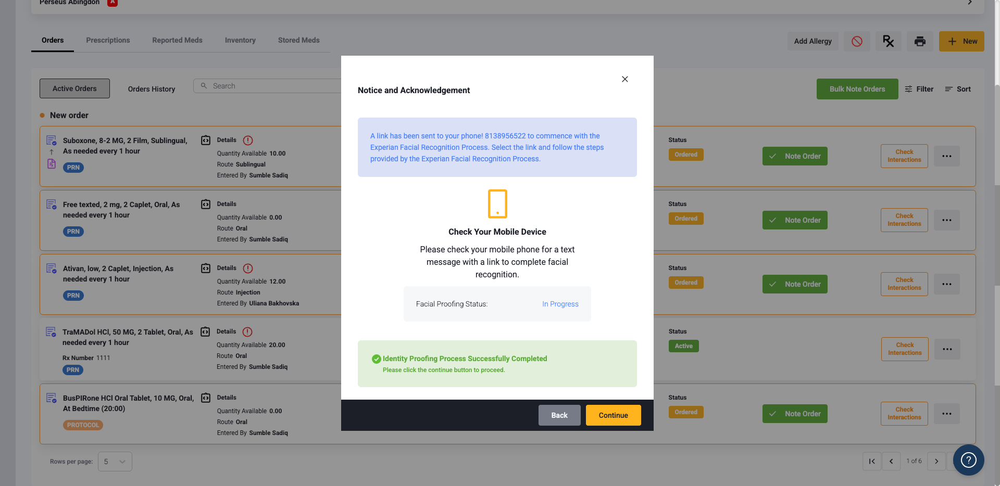 Perseus Abingdon A
Orders Prescriptions Reported Meds Inventory Stored Meds
Add Allergy
New
Active Orders
Orders History
Search
Bulk Note Orders
Filter
Sort
New order
Suboxone, 8-2 MG, 2 Film, Sublingual,
As needed every 1 hour
PRN
Details
Quantity Available 10.00
Route Sublingual
Entered By Sumble Sadiq
Status
Ordered
Note Order
Check
Interactions
Free texted, 2 mg, 2 Caplet, Oral, As
needed every 1 hour
PRN
Details
Quantity Available 0.00
Route Oral
Entered By Sumble Sadiq
Status
Ordered
Note Order
Check
Interactions
Ativan, low, 2 Caplet, Injection, As
needed every 1 hour
PRN
Details
Quantity Available 12.00
Route Injection
Entered By Uliana Bakhovska
Status
Ordered
Note Order
Check
Interactions
TraMADol HCl, 50 MG, 2 Tablet, Oral, As
needed every 1 hour
Rx Number 1111
PRN
Details
Quantity Available 20.00
Route Oral
Entered By Sumble Sadiq
Status
Active
Check
Interactions
BusPIRone HCl Oral Tablet, 10 MG, Oral,
At Bedtime (20:00)
PROTOCOL
Details
Quantity Available 0.00
Route Oral
Entered By Sumble Sadiq
Status
Ordered
Note Order
Check
Interactions
Rows per page: 5
1 of 6
Notice and Acknowledgement
A link has been sent to your phone! 8138956522 to commence with the
Experian Facial Recognition Process. Select the link and follow the steps
provided by the Experian Facial Recognition Process.
Check Your Mobile Device
Please check your mobile phone for a text
message with a link to complete facial
recognition.
Facial Proofing Status: In Progress
Identity Proofing Process Successfully Completed
Please click the continue button to proceed.
Back
Continue